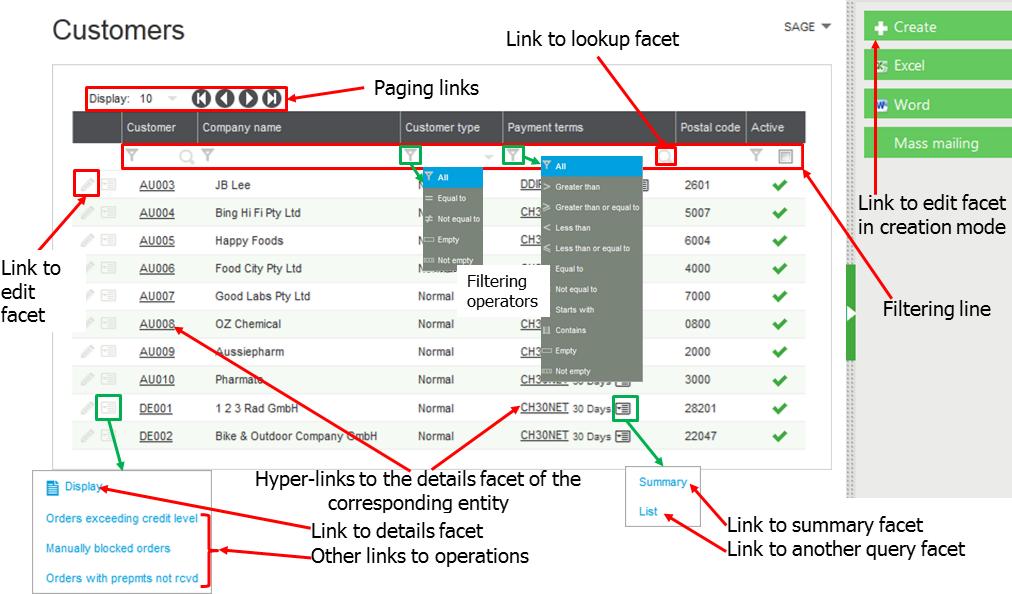 Customers
SAGE
Link to lookup facet
Create
Excel
Word
Mass mailing
Display: 10
Paging links
Customer Company name Customer type Payment terms Postal code Active
All
Equal to
Not equal to
Empty
Not empty
All
Greater than
Greater than or equal to
Less than
Less than or equal to
Equal to
Not equal to
Starts with
Contains
Empty
Not empty
Filtering
operators
AU003 JB Lee 2601
AU004 Bing Hi Fi Pty Ltd 5007
AU005 Happy Foods 6004
AU006 Food City Pty Ltd 4000
AU007 Good Labs Pty Ltd Normal 7000
AU008 OZ Chemical Normal 0800
AU009 Aussiepharm Normal 2000
AU010 Pharmate Normal CH30NET 30 Days 3000
DE001 1 2 3 Rad GmbH Normal CH30NET 30 Days 28201
DE002 Bike & Outdoor Company GmbH Normal CH30NET 30 Days 22047
Link to
edit
facet
Link to edit facet
in creation mode
Filtering line
Hyper-links to the details facet of the
corresponding entity
Display
Orders exceeding credit level
Manually blocked orders
Orders with prepmts not rcvd
Link to details facet
Other links to operations
Summary
List
Link to summary facet
Link to another query facet